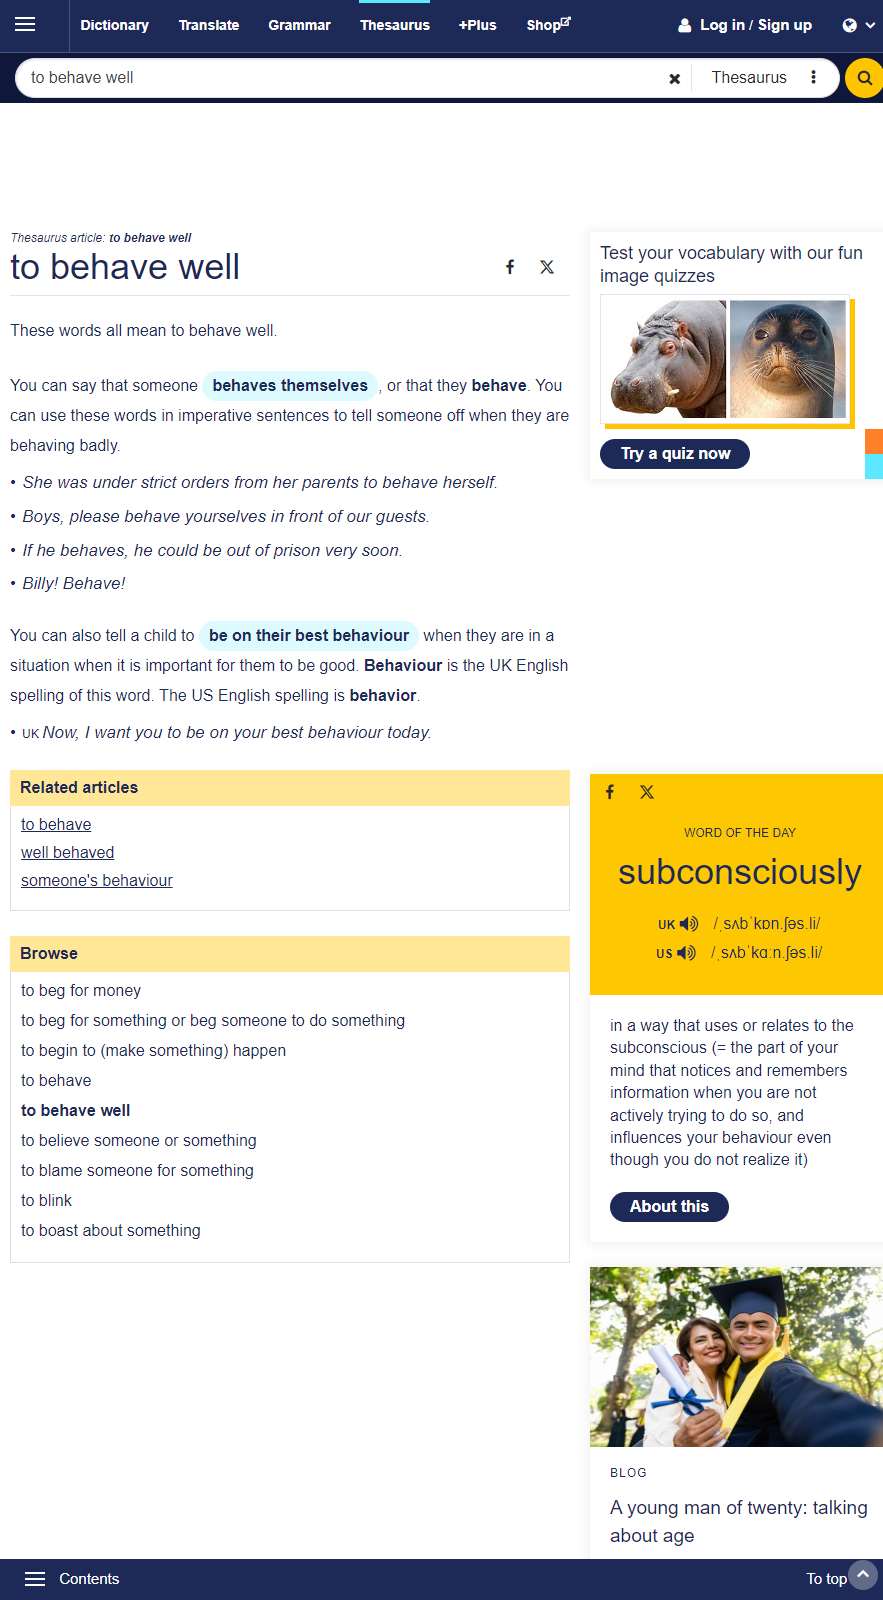 Dictionary Translate Grammar Thesaurus +Plus Shop Log in / Sign up
to behave well Thesaurus
Thesaurus article: to behave well
to behave well
These words all mean to behave well.
You can say that someone behaves themselves , or that they behave. You
can use these words in imperative sentences to tell someone off when they are
behaving badly.
• She was under strict orders from her parents to behave herself.
• Boys, please behave yourselves in front of our guests.
• If he behaves, he could be out of prison very soon.
• Billy! Behave!
You can also tell a child to be on their best behaviour when they are in a
situation when it is important for them to be good. Behaviour is the UK English
spelling of this word. The US English spelling is behavior.
• UK Now, I want you to be on your best behaviour today.
Related articles
to behave
well behaved
someone's behaviour
Browse
to beg for money
to beg for something or beg someone to do something
to begin to (make something) happen
to behave
to behave well
to believe someone or something
to blame someone for something
to blink
to boast about something
Test your vocabulary with our fun
image quizzes
Try a quiz now
WORD OF THE DAY
subconsciously
UK /ˌsʌbˈkɒn.ʃəs.li/
US /ˌsʌbˈkɑːn.ʃəs.li/
in a way that uses or relates to the
subconscious (= the part of your
mind that notices and remembers
information when you are not
actively trying to do so, and
influences your behaviour even
though you do not realize it)
About this
BLOG
A young man of twenty: talking
about age
Contents To top